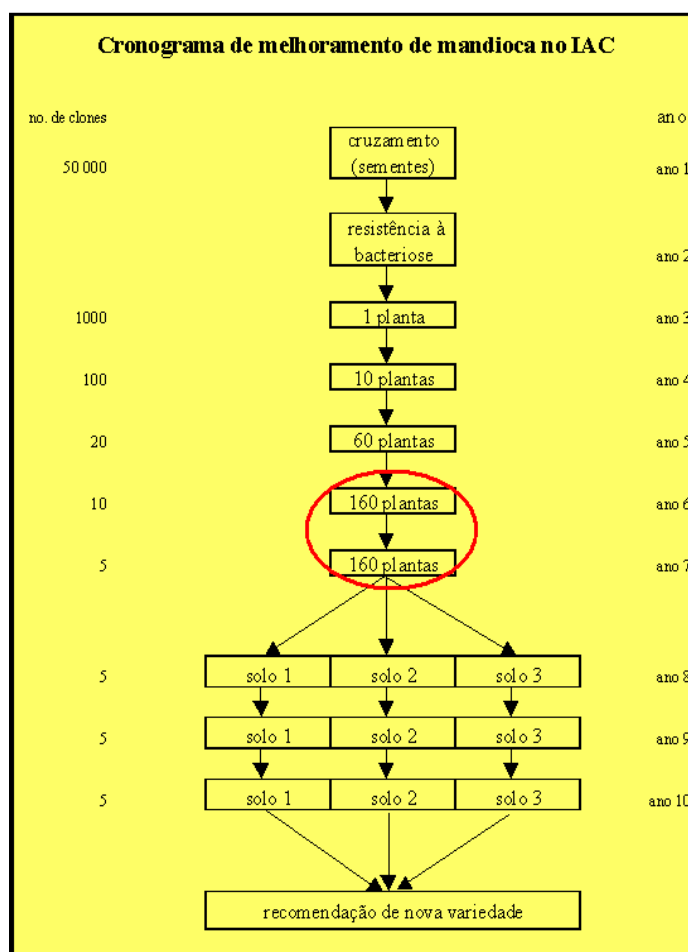 Cronograma de melhoramento de mandioca no IAC
no. de clones
ano
50 000
cruzamento
(sementes)
ano 1
resistência à
bacteriose
ano 2
1000
1 planta
ano 3
100
10 plantas
ano 4
20
60 plantas
ano 5
10
160 plantas
ano 6
5
160 plantas
ano 7
5
solo 1
solo 2
solo 3
ano 8
5
solo 1
solo 2
solo 3
ano 9
5
solo 1
solo 2
solo 3
ano 10
recomendação de nova variedade